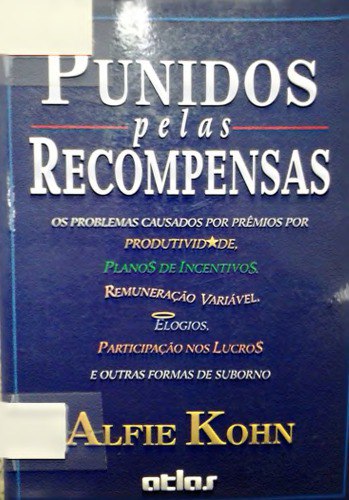 PUNIDOS
pelas
RECOMPENSAS
OS PROBLEMAS CAUSADOS POR PRÊMIOS POR
PRODUTIVID★DE,
PLANO$ DE INCENTIVO$,
REMUNERAÇÃO VARIÁVEL,
ELOGIOS,
PARTICIPAÇÃO NOS LUCRO$
E OUTRAS FORMAS DE SUBORNO
ALFIE KOHN
atlas